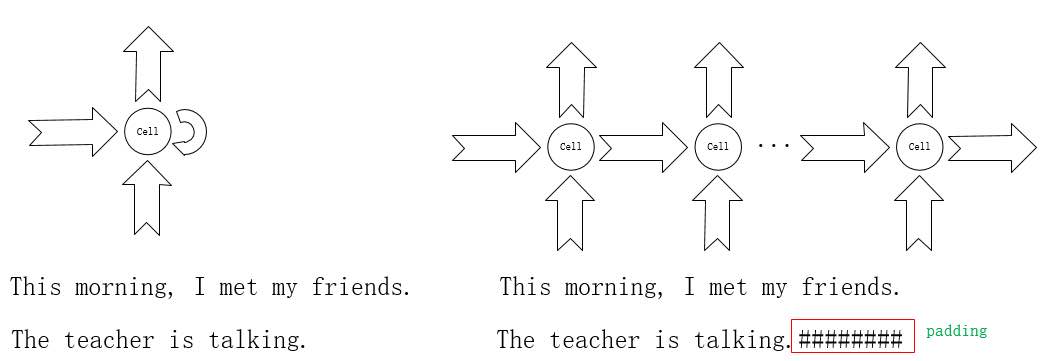 Cell
Cell Cell ... Cell
This morning, I met my friends.
The teacher is talking.
This morning, I met my friends.
The teacher is talking.######## padding